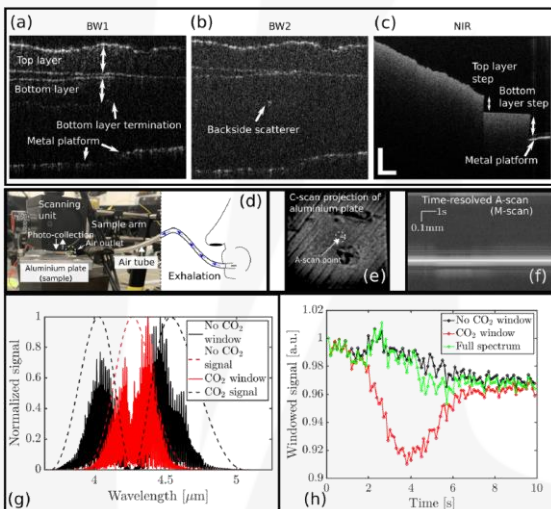 (a)
BW1
Top layer
Bottom layer
Bottom layer termination
Metal platform
(b)
BW2
Backside scatterer
(c)
NIR
Top layer
step
Bottom
layer step
Metal platform
Scanning
unit
Photo-collection
Sample arm
Air outlet
Aluminium plate
(sample)
Air tube
(d)
Exhalation
C-scan projection of
aluminium plate
A-scan point
(e)
Time-resolved A-scan
(M-scan)
1s
0.1mm
(f)
Normalized signal
1
0.8
0.6
0.4
0.2
0
No CO2
window
No CO2
signal
CO2 window
CO2 signal
4
4.5
5
Wavelength [μm]
(g)
Windowed signal [a.u.]
1.02
1
0.98
0.96
0.94
0.92
0.9
No CO2 window
CO2 window
Full spectrum
0
2
4
6
8
10
Time [s]
(h)